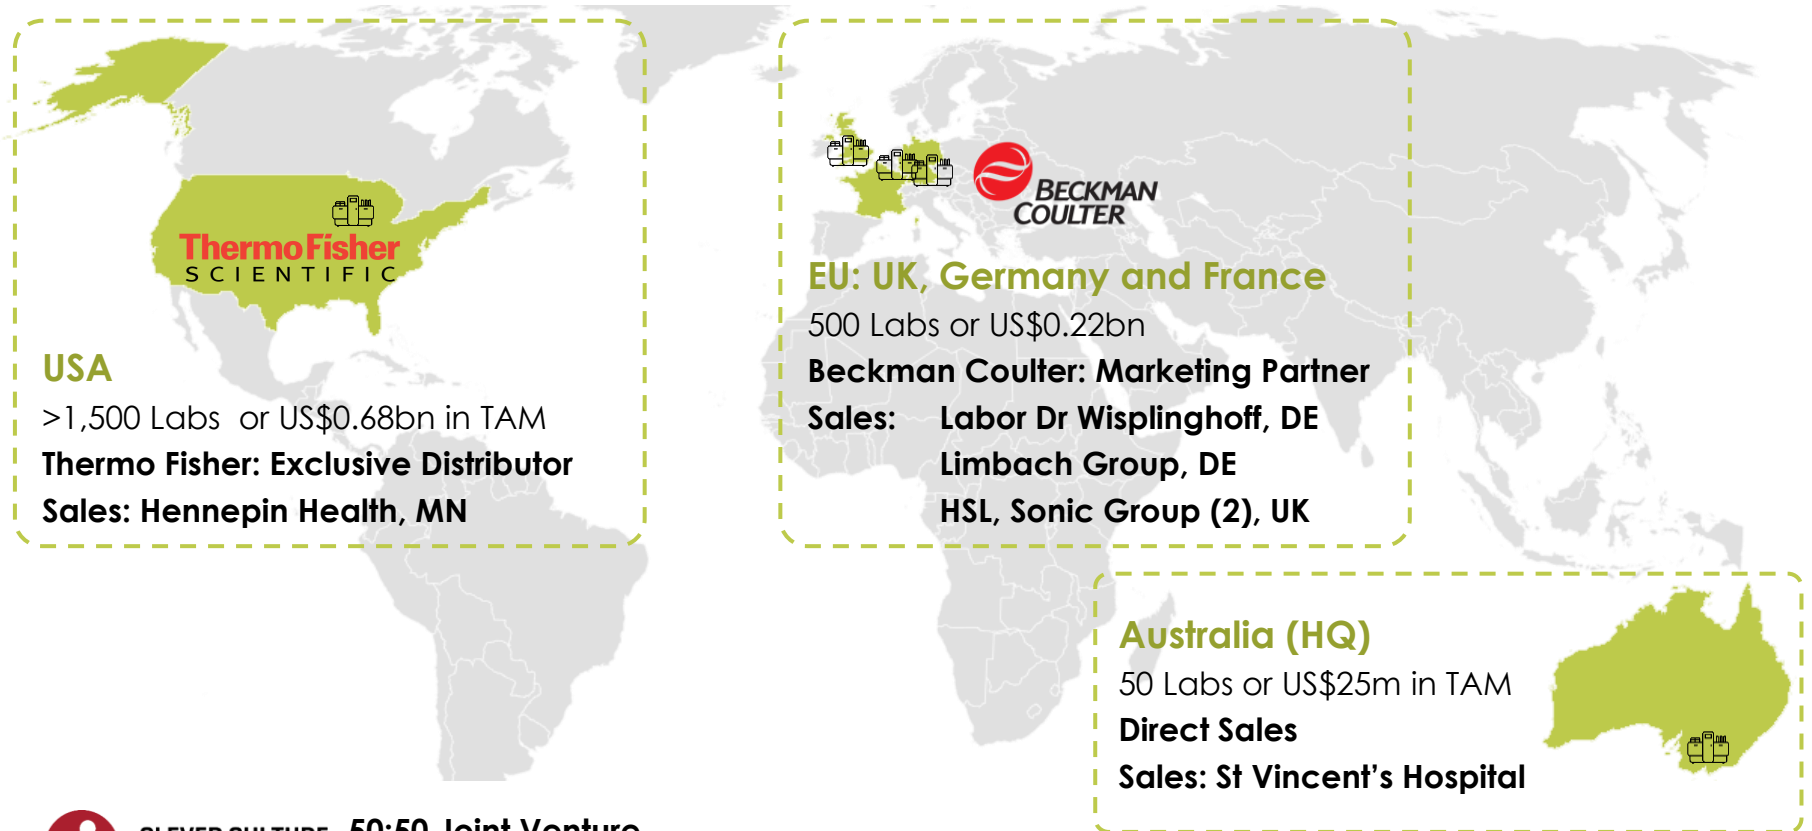 ThermoFisher
SCIENTIFIC
USA
>1,500 Labs or US$0.68bn in TAM
Thermo Fisher: Exclusive Distributor
Sales: Hennepin Health, MN
BECKMAN
COULTER
EU: UK, Germany and France
500 Labs or US$0.22bn
Beckman Coulter: Marketing Partner
Sales: Labor Dr Wisplinghoff, DE
Limbach Group, DE
HSL, Sonic Group (2), UK
Australia (HQ)
50 Labs or US$25m in TAM
Direct Sales
Sales: St Vincent’s Hospital
CLEVER CULTURE 50:50 Joint Venture